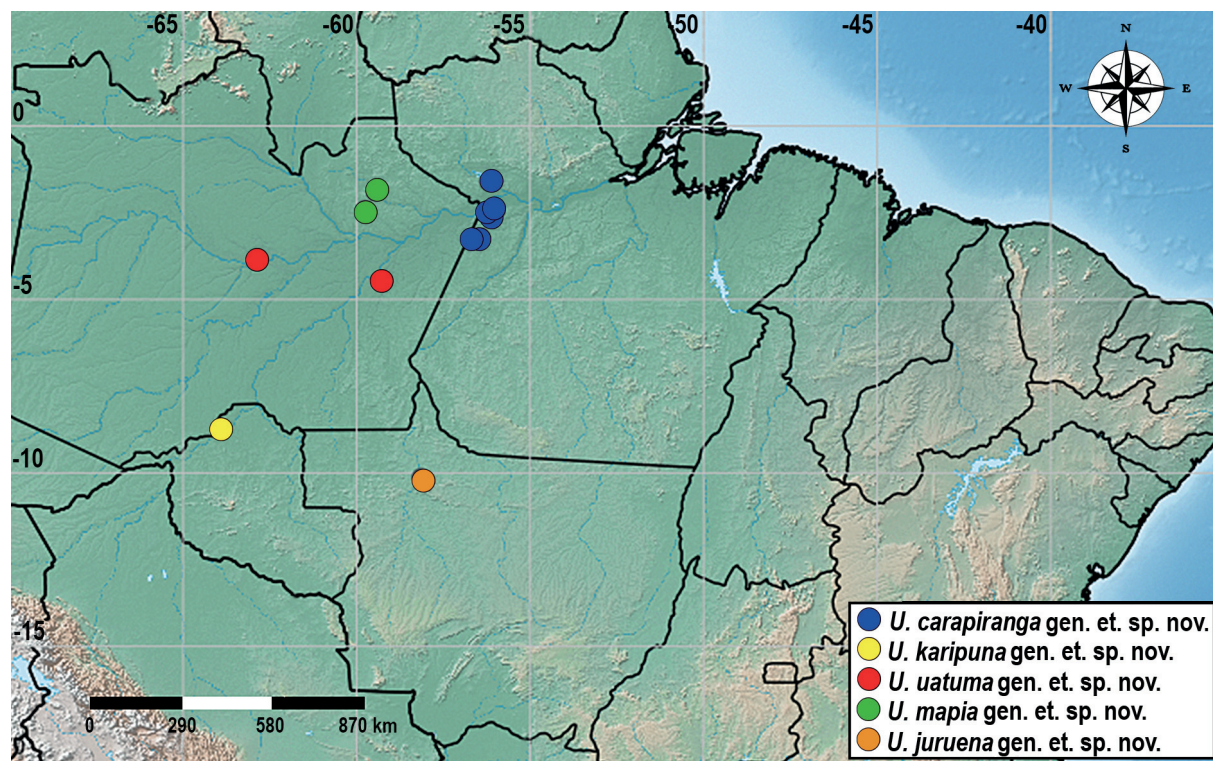 -65 -60 -55 -50 -45 -40
N
W E
S
0
-5
-10
-15
0 290 580 870 km
U. carapiranga gen. et. sp. nov.
U. karipuna gen. et. sp. nov.
U. uatuma gen. et. sp. nov.
U. mapia gen. et. sp. nov.
U. juruena gen. et. sp. nov.